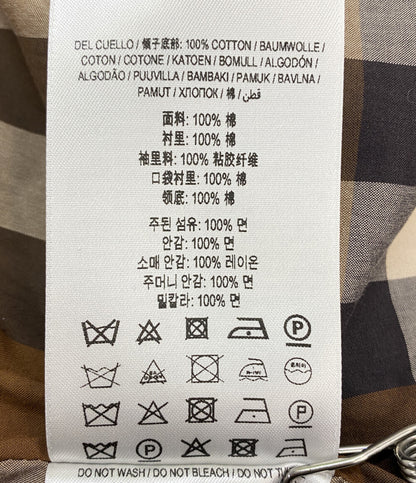 DEL CUELLO / 領子底部: 100% COTTON / BAUMWOLLE /
COTON / COTONE / KATOEN / BOMULL / ALGODÓN /
ALGODÃO / PUUVILLA / BAMBAKI / PAMUK / BAVLNA /
PAMUT / ХЛОПОК / 棉 / قطن /
面料: 100% 棉
衬里: 100% 棉
袖里料: 100% 粘胶纤维
口袋衬里: 100% 棉
领底: 100% 棉
주된 섬유: 100% 면
안감: 100% 면
소매 안감: 100% 레이온
주머니 안감: 100% 면
밑칼라: 100% 면
P
P
P
P
DO NOT WASH / DO NOT BLEACH / DO NOT